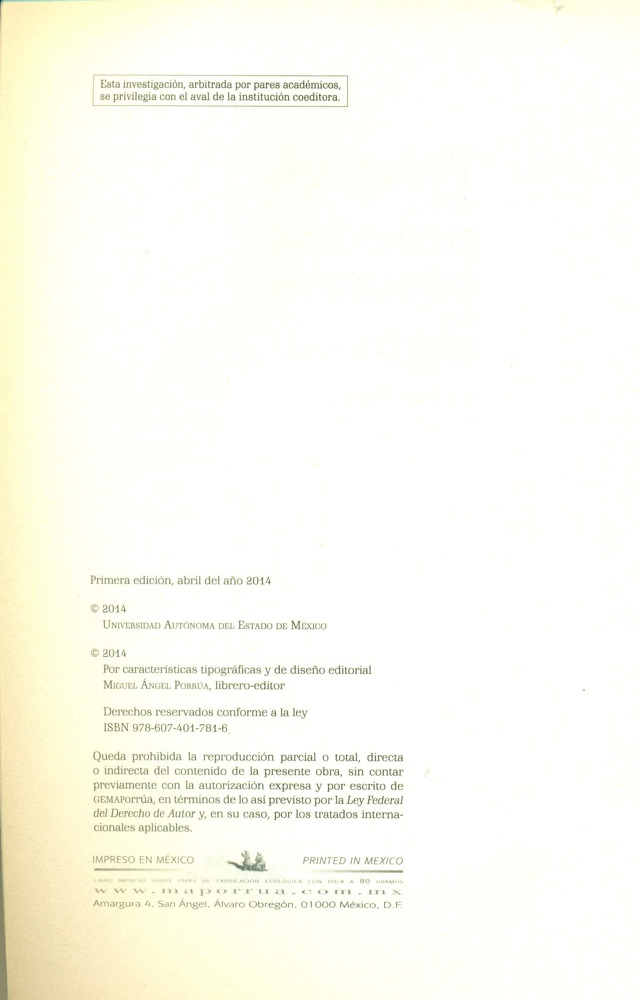 Esta investigación, arbitrada por pares académicos,
se privilegia con el aval de la institución coeditora.
Primera edición, abril del año 2014
© 2014
UNIVERSIDAD AUTÓNOMA DEL ESTADO DE MÉXICO
© 2014
Por características tipográficas y de diseño editorial
MIGUEL ÁNGEL PORRÚA, librero-editor
Derechos reservados conforme a la ley
ISBN 978-607-401-781-6
Queda prohibida la reproducción parcial o total, directa
o indirecta del contenido de la presente obra, sin contar
previamente con la autorización expresa y por escrito de
GEMAPorrúa, en términos de lo así previsto por la Ley Federal
del Derecho de Autor y, en su caso, por los tratados interna-
cionales aplicables.
IMPRESO EN MÉXICO PRINTED IN MEXICO
LIBRO IMPRESO SOBRE PAPEL DE FABRICACIÓN ECOLÓGICA CON BULK A 80 GRAMOS
www.maporrua.com.mx
Amargura 4, San Ángel, Álvaro Obregón, 01000 México, D.F.